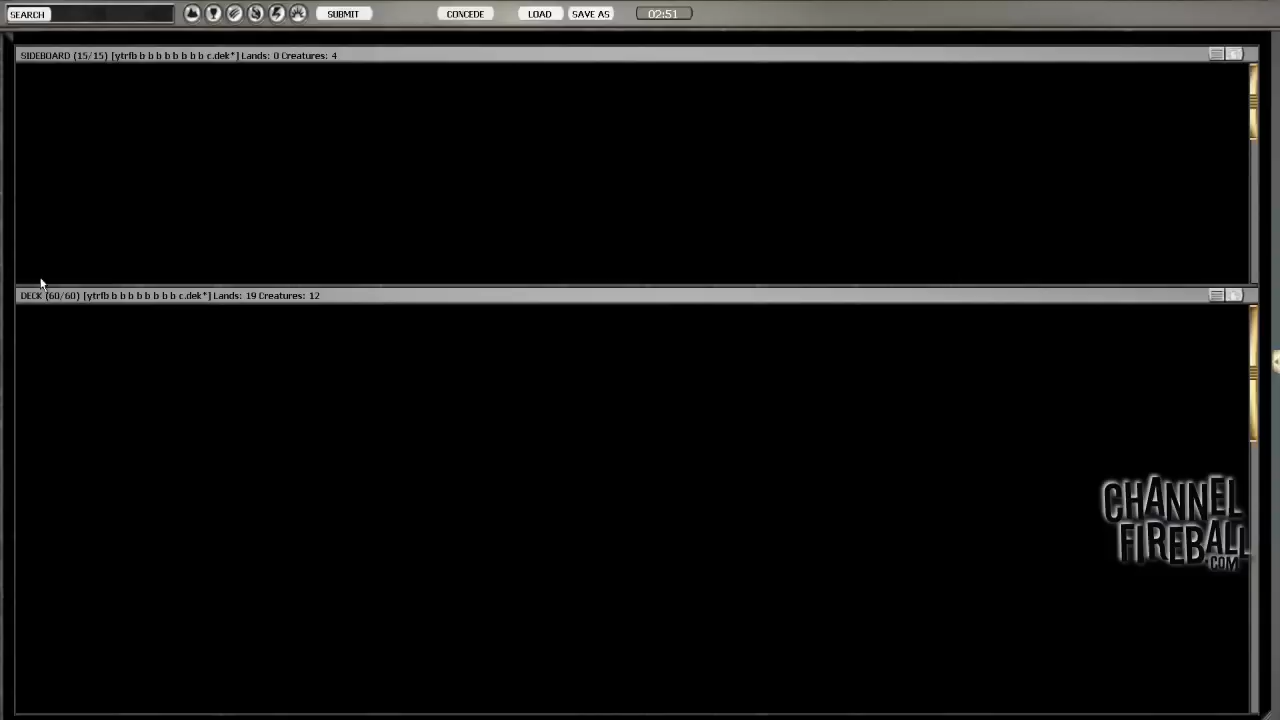 SEARCH SUBMIT CONCEDE LOAD SAVE AS 02:51
SIDEBOARD (15/15) [ytrfb b b b b b b b c.dek*] Lands: 0 Creatures: 4
DECK (60/60) [ytrfb b b b b b b b c.dek*] Lands: 19 Creatures: 12
CHANNEL
FIREBALL
.COM